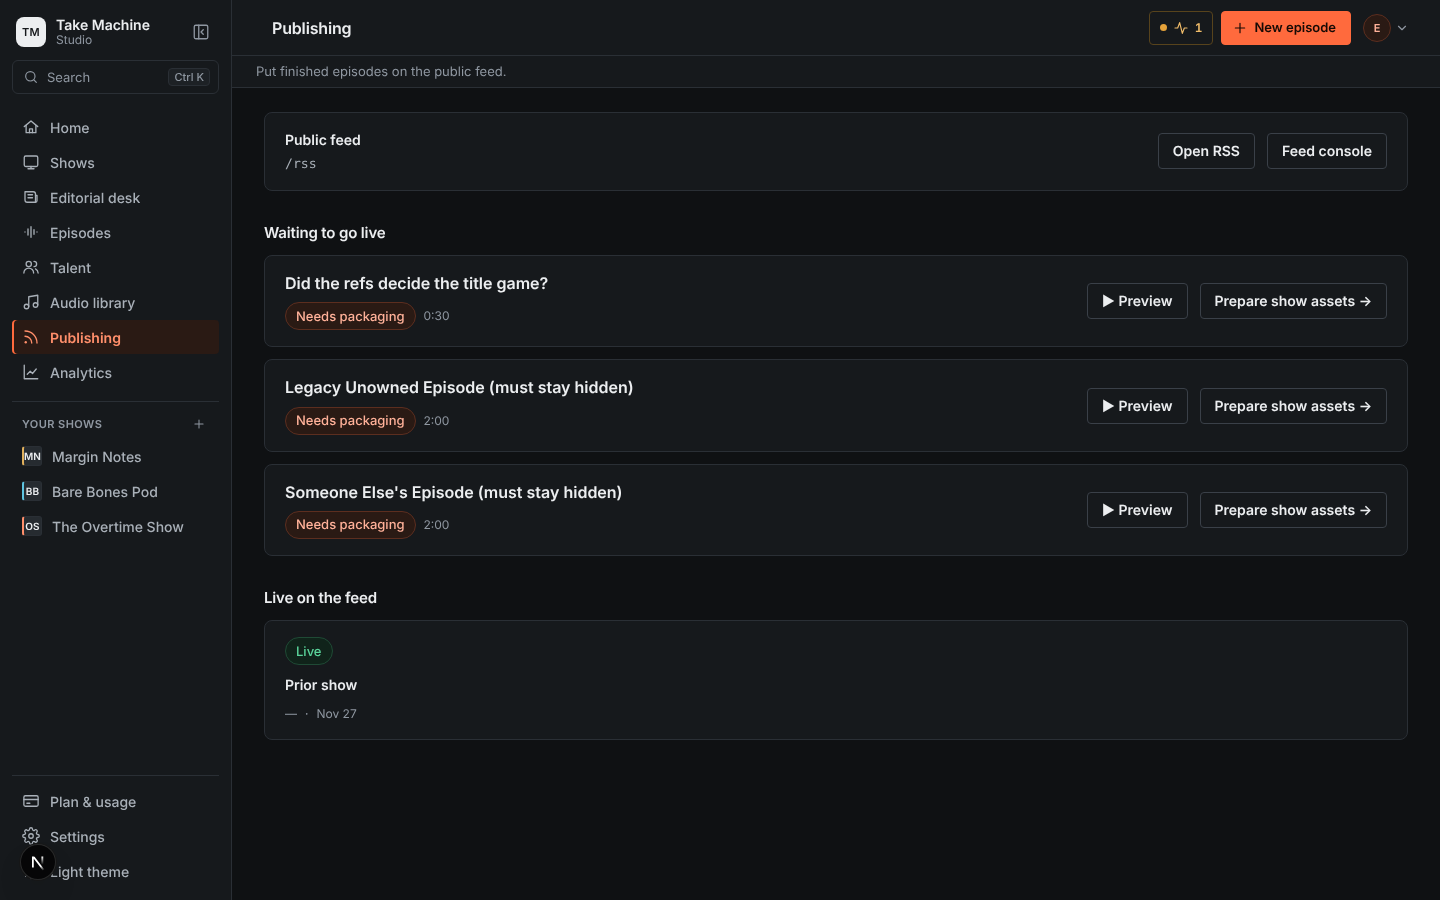 TM
Take Machine
Studio
Search
Ctrl K
Home
Shows
Editorial desk
Episodes
Talent
Audio library
Publishing
Analytics
YOUR SHOWS
MN Margin Notes
BB Bare Bones Pod
OS The Overtime Show
Plan & usage
Settings
N
Light theme
Publishing
1
+ New episode
E
Put finished episodes on the public feed.
Public feed
/rss
Open RSS
Feed console
Waiting to go live
Did the refs decide the title game?
Needs packaging 0:30
▶ Preview
Prepare show assets →
Legacy Unowned Episode (must stay hidden)
Needs packaging 2:00
▶ Preview
Prepare show assets →
Someone Else's Episode (must stay hidden)
Needs packaging 2:00
▶ Preview
Prepare show assets →
Live on the feed
Live
Prior show
— · Nov 27